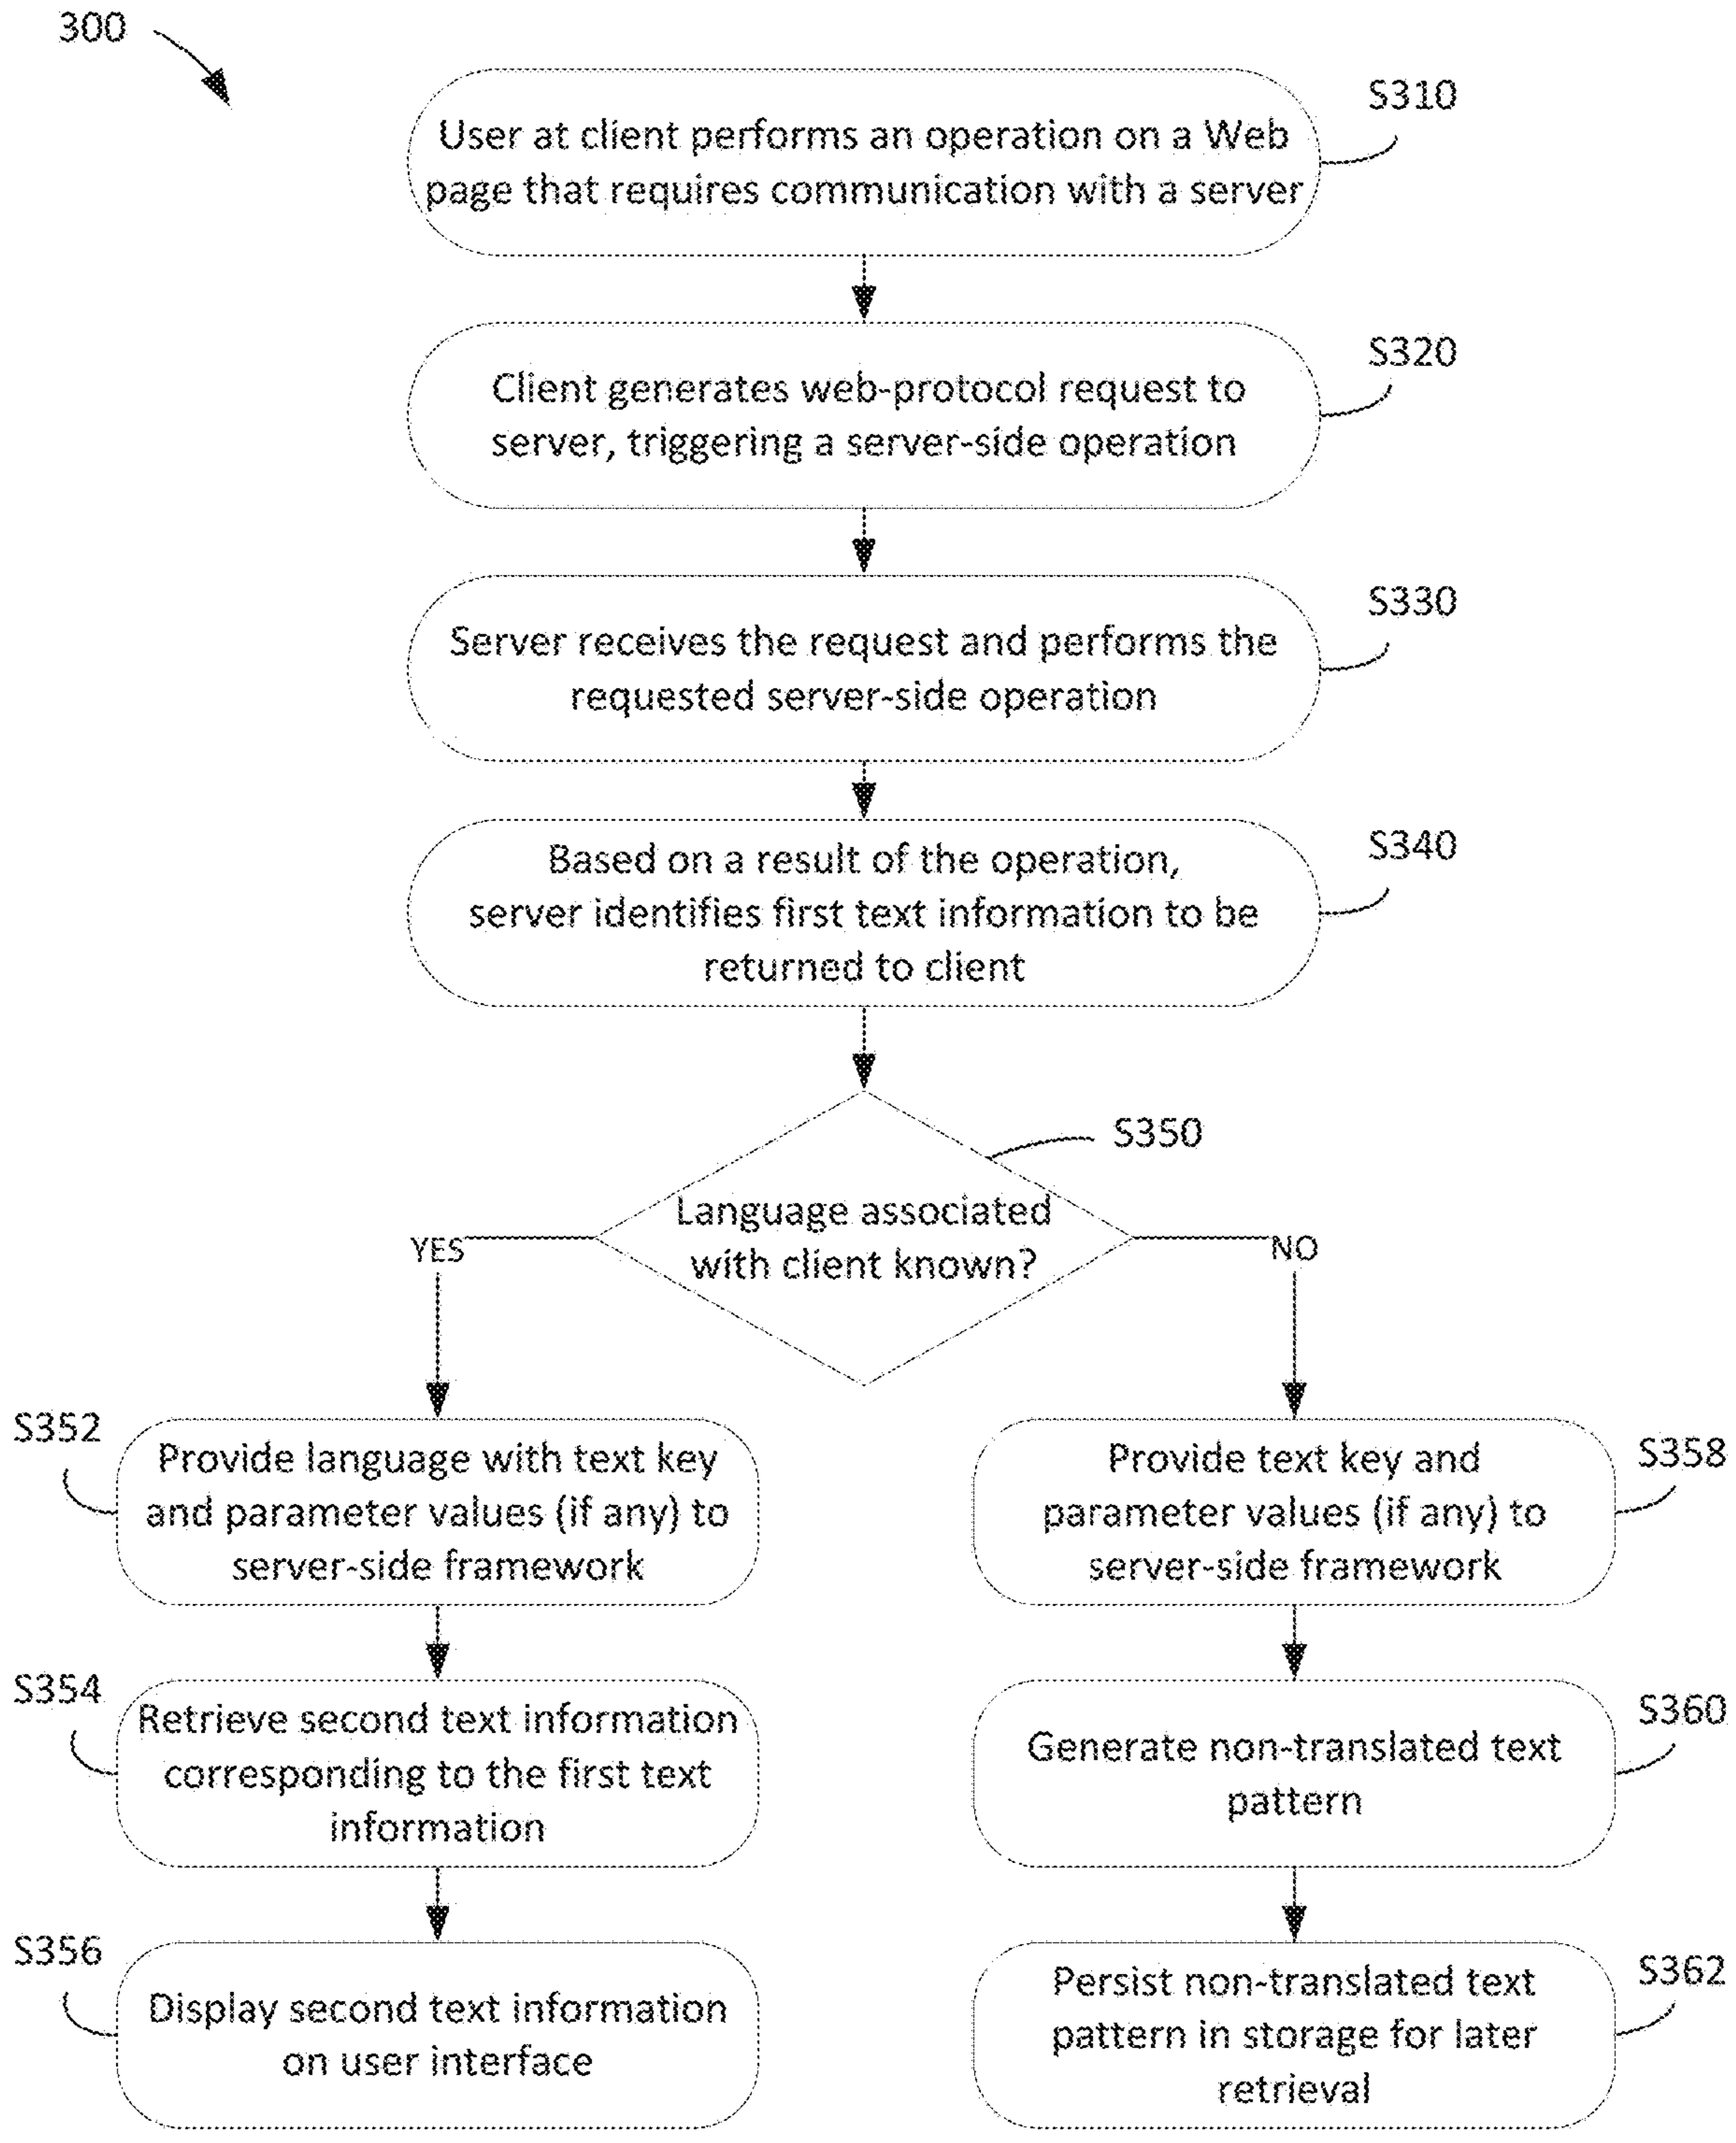 300
S310
User at client performs an operation on a Web
page that requires communication with a server
S320
Client generates web-protocol request to
server, triggering a server-side operation
S330
Server receives the request and performs the
requested server-side operation
S340
Based on a result of the operation,
server identifies first text information to be
returned to client
S350
Language associated
with client known?
YES
NO
S352
Provide language with text key
and parameter values (if any) to
server-side framework
S358
Provide text key and
parameter values (if any) to
server-side framework
S354
Retrieve second text information
corresponding to the first text
information
S360
Generate non-translated text
pattern
S356
Display second text information
on user interface
S362
Persist non-translated text
pattern in storage for later
retrieval